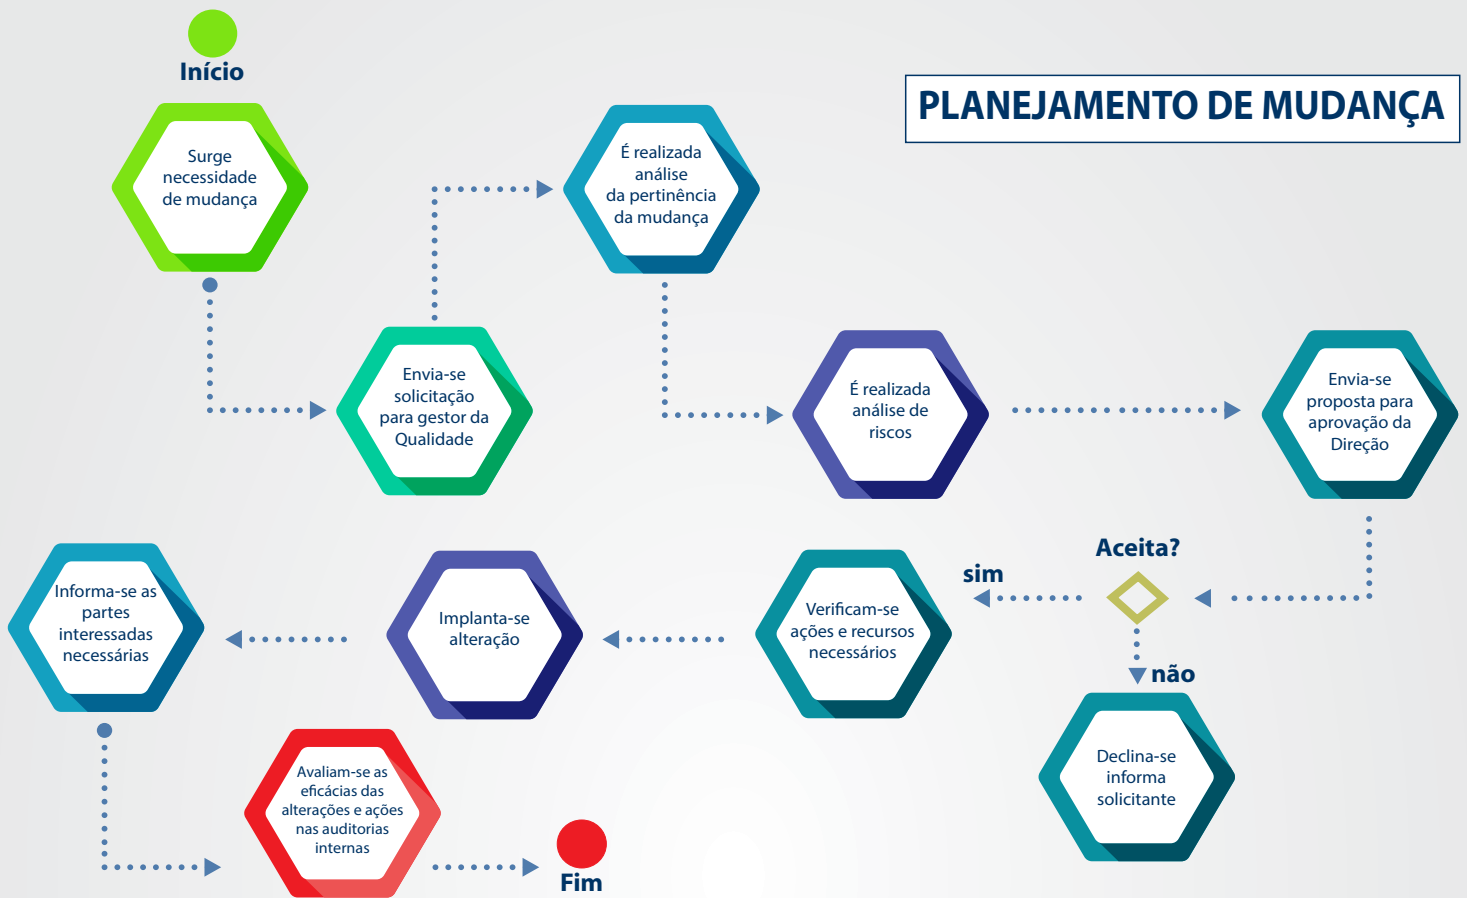 Início
PLANEJAMENTO DE MUDANÇA
Surge
necessidade
de mudança
Envia-se
solicitação
para gestor da
Qualidade
É realizada
análise
da pertinência
da mudança
É realizada
análise de
riscos
Envia-se
proposta para
aprovação da
Direção
Aceita?
sim
não
Declina-se
informa
solicitante
Verificam-se
ações e recursos
necessários
Implanta-se
alteração
Informa-se as
partes
interessadas
necessárias
Avaliam-se as
eficácias das
alterações e ações
nas auditorias
internas
Fim